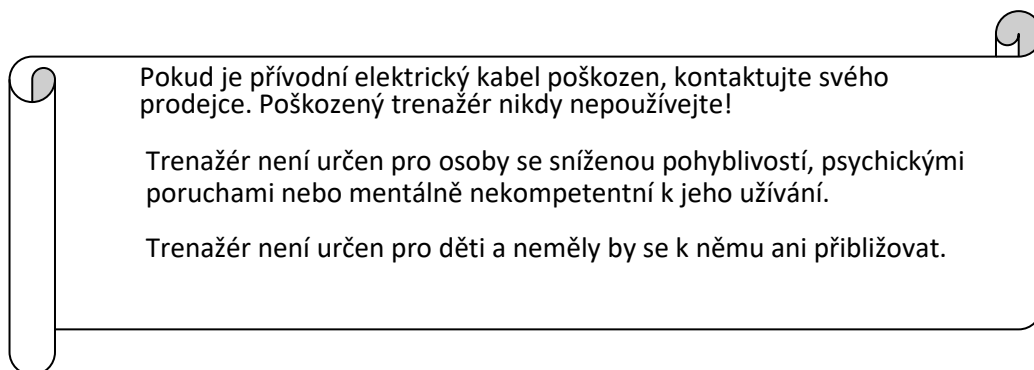 Pokud je přívodní elektrický kabel poškozen, kontaktujte svého
prodejce. Poškozený trenažér nikdy nepoužívejte!
Trenažér není určen pro osoby se sníženou pohyblivostí, psychickými
poruchami nebo mentálně nekompetentní k jeho užívání.
Trenažér není určen pro děti a neměly by se k němu ani přibližovat.